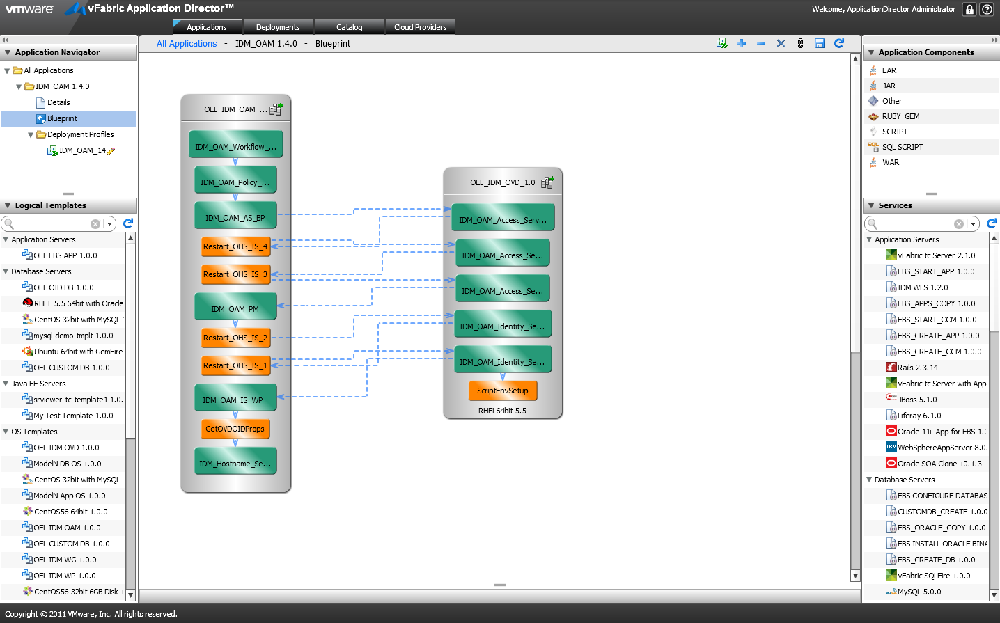 vmware vFabric Application Director™
Welcome, ApplicationDirector Administrator
Applications Deployments Catalog Cloud Providers
Application Navigator
All Applications
IDM_OAM 1.4.0
Details
Blueprint
Deployment Profiles
IDM_OAM_14
Logical Templates
Application Servers
OEL EBS APP 1.0.0
Database Servers
OEL OID DB 1.0.0
RHEL 5.5 64bit with Oracle
CentOS 32bit with MySQL
mysql-demo-tmplt 1.0.0
Ubuntu 64bit with GemFire
OEL CUSTOM DB 1.0.0
Java EE Servers
srviewer-tc-template1 1.0.
My Test Template 1.0.0
OS Templates
OEL IDM OVD 1.0.0
ModelN DB OS 1.0.0
CentOS 32bit with MySQL
ModelN App OS 1.0.0
CentOS56 64bit 1.0.0
OEL IDM OAM 1.0.0
OEL CUSTOM DB 1.0.0
OEL IDM WG 1.0.0
OEL IDM WP 1.0.0
CentOS56 32bit 6GB Disk 1
All Applications - IDM_OAM 1.4.0 - Blueprint
OEL_IDM_OAM_...
IDM_OAM_Workflow_...
IDM_OAM_Policy_...
IDM_OAM_AS_BP
Restart_OHS_IS_4
Restart_OHS_IS_3
IDM_OAM_PM
Restart_OHS_IS_2
Restart_OHS_IS_1
IDM_OAM_IS_WP_
GetOVDOIDProps
IDM_Hostname_Se...
OEL_IDM_OVD_1.0
IDM_OAM_Access_Serv...
IDM_OAM_Access_Se...
IDM_OAM_Access_Se...
IDM_OAM_Identity_Se...
IDM_OAM_Identity_Se...
ScriptEnvSetup
RHEL64bit 5.5
Application Components
EAR
JAR
Other
RUBY_GEM
SCRIPT
SQL SCRIPT
WAR
Services
Application Servers
vFabric tc Server 2.1.0
EBS_START_APP 1.0.0
IDM WLS 1.2.0
EBS_APPS_COPY 1.0.0
EBS_START_CCM 1.0.0
EBS_CREATE_APP 1.0.0
EBS_CREATE_CCM 1.0.0
Rails 2.3.14
vFabric tc Server with App
JBoss 5.1.0
Liferay 6.1.0
Oracle 11i App for EBS 1.0
IBM WebSphereAppServer 8.0.
Oracle SOA Clone 10.1.3
Database Servers
EBS CONFIGURE DATABAS
CUSTOMDB_CREATE 1.0.0
EBS_ORACLE_COPY 1.0.0
EBS INSTALL ORACLE BINA
EBS_CREATE_DB 1.0.0
vFabric SQLFire 1.0.0
MySQL 5.0.0
Copyright © 2011 VMware, Inc. All rights reserved.